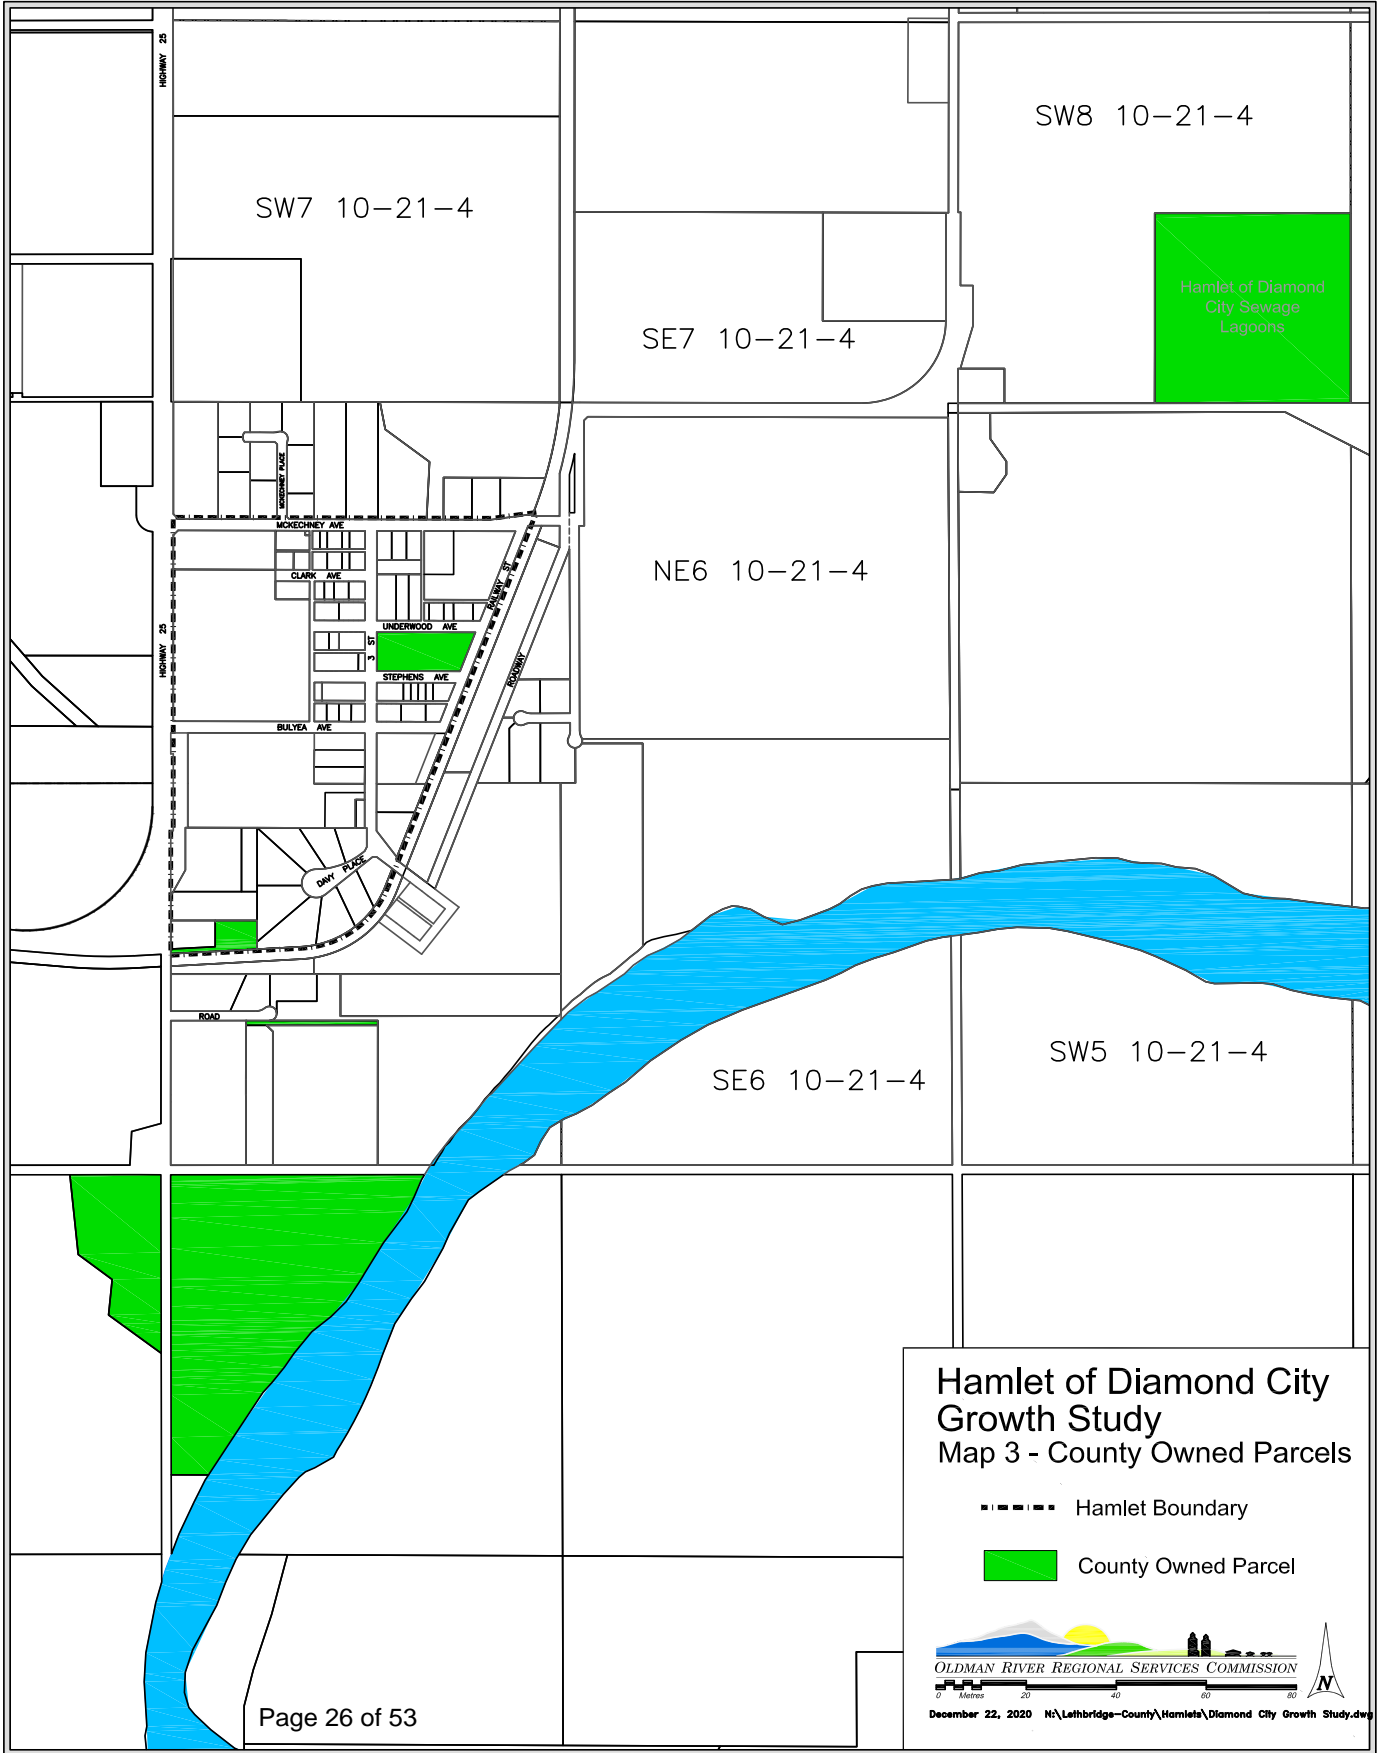 HIGHWAY 25
SW8 10-21-4
SW7 10-21-4
Hamlet of Diamond
City Sewage
Lagoons
SE7 10-21-4
MCKECHNEY PLACE
MCKECHNEY AVE
CLARK AVE
RAILWAY ST
NE6 10-21-4
UNDERWOOD AVE
HIGHWAY 25
3 ST
ROADWAY
STEPHENS AVE
BULYEA AVE
DAVY PLACE
ROAD
SW5 10-21-4
SE6 10-21-4
Hamlet of Diamond City
Growth Study
Map 3 - County Owned Parcels
Hamlet Boundary
County Owned Parcel
OLDMAN RIVER REGIONAL SERVICES COMMISSION
0 Metres 20 40 60 80
N
December 22, 2020 N:\Lethbridge-County\Hamlets\Diamond City Growth Study.dwg
Page 26 of 53